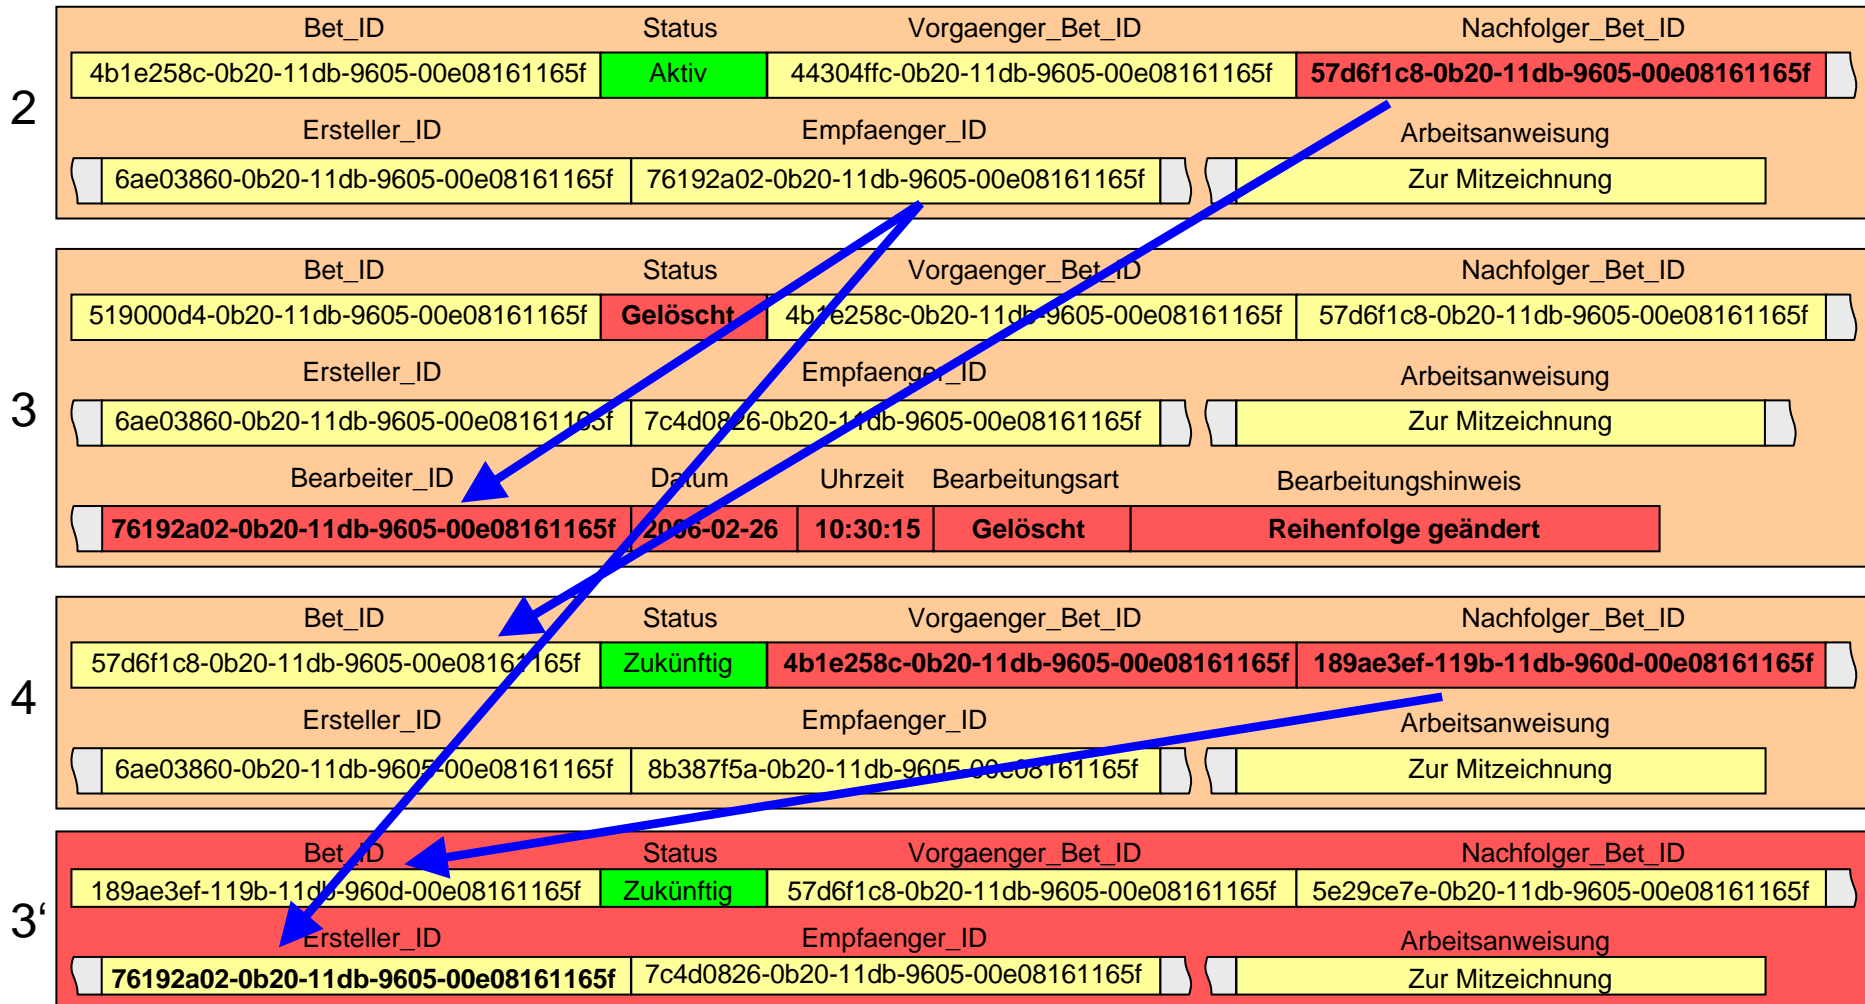 Bet_ID Status Vorgaenger_Bet_ID Nachfolger_Bet_ID
4b1e258c-0b20-11db-9605-00e08161165f Aktiv 44304ffc-0b20-11db-9605-00e08161165f 57d6f1c8-0b20-11db-9605-00e08161165f
2
Ersteller_ID Empfaenger_ID Arbeitsanweisung
6ae03860-0b20-11db-9605-00e08161165f 76192a02-0b20-11db-9605-00e08161165f Zur Mitzeichnung
Bet_ID Status Vorgaenger_Bet_ID Nachfolger_Bet_ID
519000d4-0b20-11db-9605-00e08161165f Gelöscht 4b1e258c-0b20-11db-9605-00e08161165f 57d6f1c8-0b20-11db-9605-00e08161165f
Ersteller_ID Empfaenger_ID Arbeitsanweisung
3
6ae03860-0b20-11db-9605-00e08161165f 7c4d0826-0b20-11db-9605-00e08161165f Zur Mitzeichnung
Bearbeiter_ID Datum Uhrzeit Bearbeitungsart Bearbeitungshinweis
76192a02-0b20-11db-9605-00e08161165f 2006-02-26 10:30:15 Gelöscht Reihenfolge geändert
Bet_ID Status Vorgaenger_Bet_ID Nachfolger_Bet_ID
57d6f1c8-0b20-11db-9605-00e08161165f Zukünftig 4b1e258c-0b20-11db-9605-00e08161165f 189ae3ef-119b-11db-960d-00e08161165f
4
Ersteller_ID Empfaenger_ID Arbeitsanweisung
6ae03860-0b20-11db-9605-00e08161165f 8b387f5a-0b20-11db-9605-00e08161165f Zur Mitzeichnung
Bet_ID Status Vorgaenger_Bet_ID Nachfolger_Bet_ID
189ae3ef-119b-11db-960d-00e08161165f Zukünftig 57d6f1c8-0b20-11db-9605-00e08161165f 5e29ce7e-0b20-11db-9605-00e08161165f
3‘
Ersteller_ID Empfaenger_ID Arbeitsanweisung
76192a02-0b20-11db-9605-00e08161165f 7c4d0826-0b20-11db-9605-00e08161165f Zur Mitzeichnung